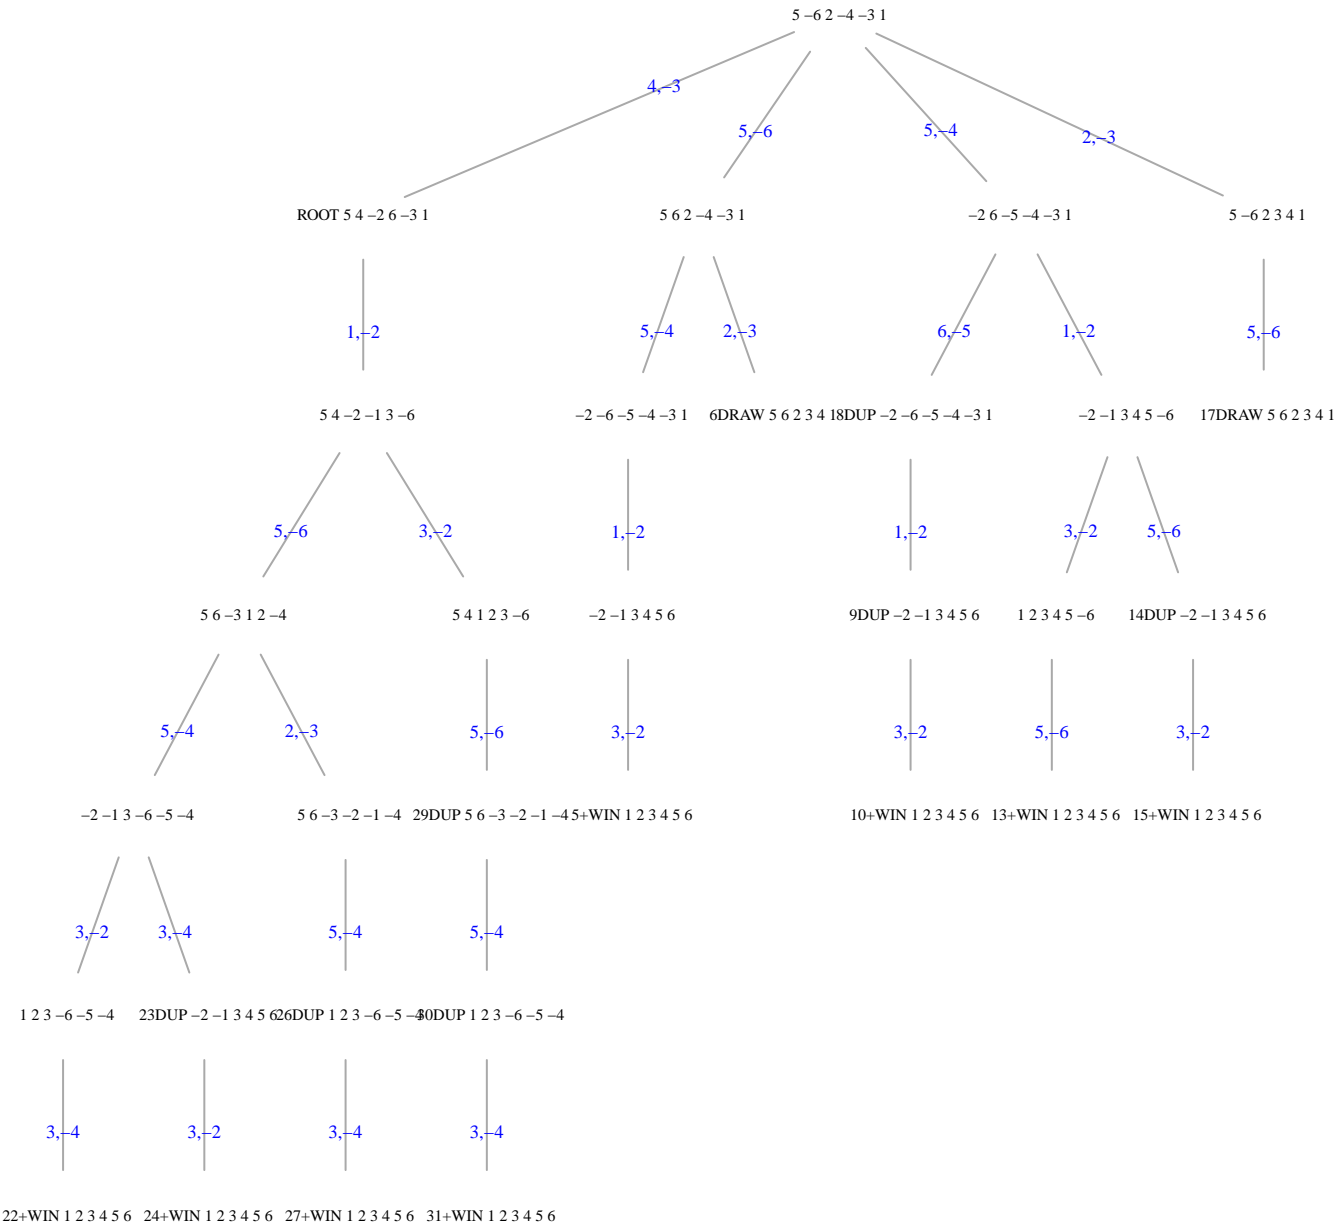 5 −6 2 −4 −3 1
4,−3
5,−6
5,−4
2,−3
ROOT 5 4 −2 6 −3 1
5 6 2 −4 −3 1
−2 6 −5 −4 −3 1
5 −6 2 3 4 1
1,−2
5,−4
2,−3
6,−5
1,−2
5,−6
5 4 −2 −1 3 −6
−2 −6 −5 −4 −3 1
6DRAW 5 6 2 3 4 1
8DUP −2 −6 −5 −4 −3 1
−2 −1 3 4 5 −6
17DRAW 5 6 2 3 4 1
5,−6
3,−2
1,−2
1,−2
3,−2
5,−6
5 6 −3 1 2 −4
5 4 1 2 3 −6
−2 −1 3 4 5 6
9DUP −2 −1 3 4 5 6
1 2 3 4 5 −6
14DUP −2 −1 3 4 5 6
5,−4
2,−3
5,−6
3,−2
3,−2
5,−6
3,−2
−2 −1 3 −6 −5 −4
5 6 −3 −2 −1 −4
29DUP 5 6 −3 −2 −1 −4
5+WIN 1 2 3 4 5 6
10+WIN 1 2 3 4 5 6
13+WIN 1 2 3 4 5 6
15+WIN 1 2 3 4 5 6
3,−2
3,−4
5,−4
5,−4
1 2 3 −6 −5 −4
23DUP −2 −1 3 4 5 6
26DUP 1 2 3 −6 −5 −4
30DUP 1 2 3 −6 −5 −4
3,−4
3,−2
3,−4
3,−4
22+WIN 1 2 3 4 5 6
24+WIN 1 2 3 4 5 6
27+WIN 1 2 3 4 5 6
31+WIN 1 2 3 4 5 6